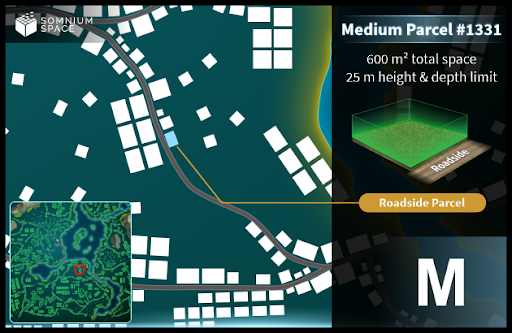 SOMNIUM
SPACE
Medium Parcel #1331
600 m² total space
25 m height & depth limit
Roadside
Roadside Parcel
M